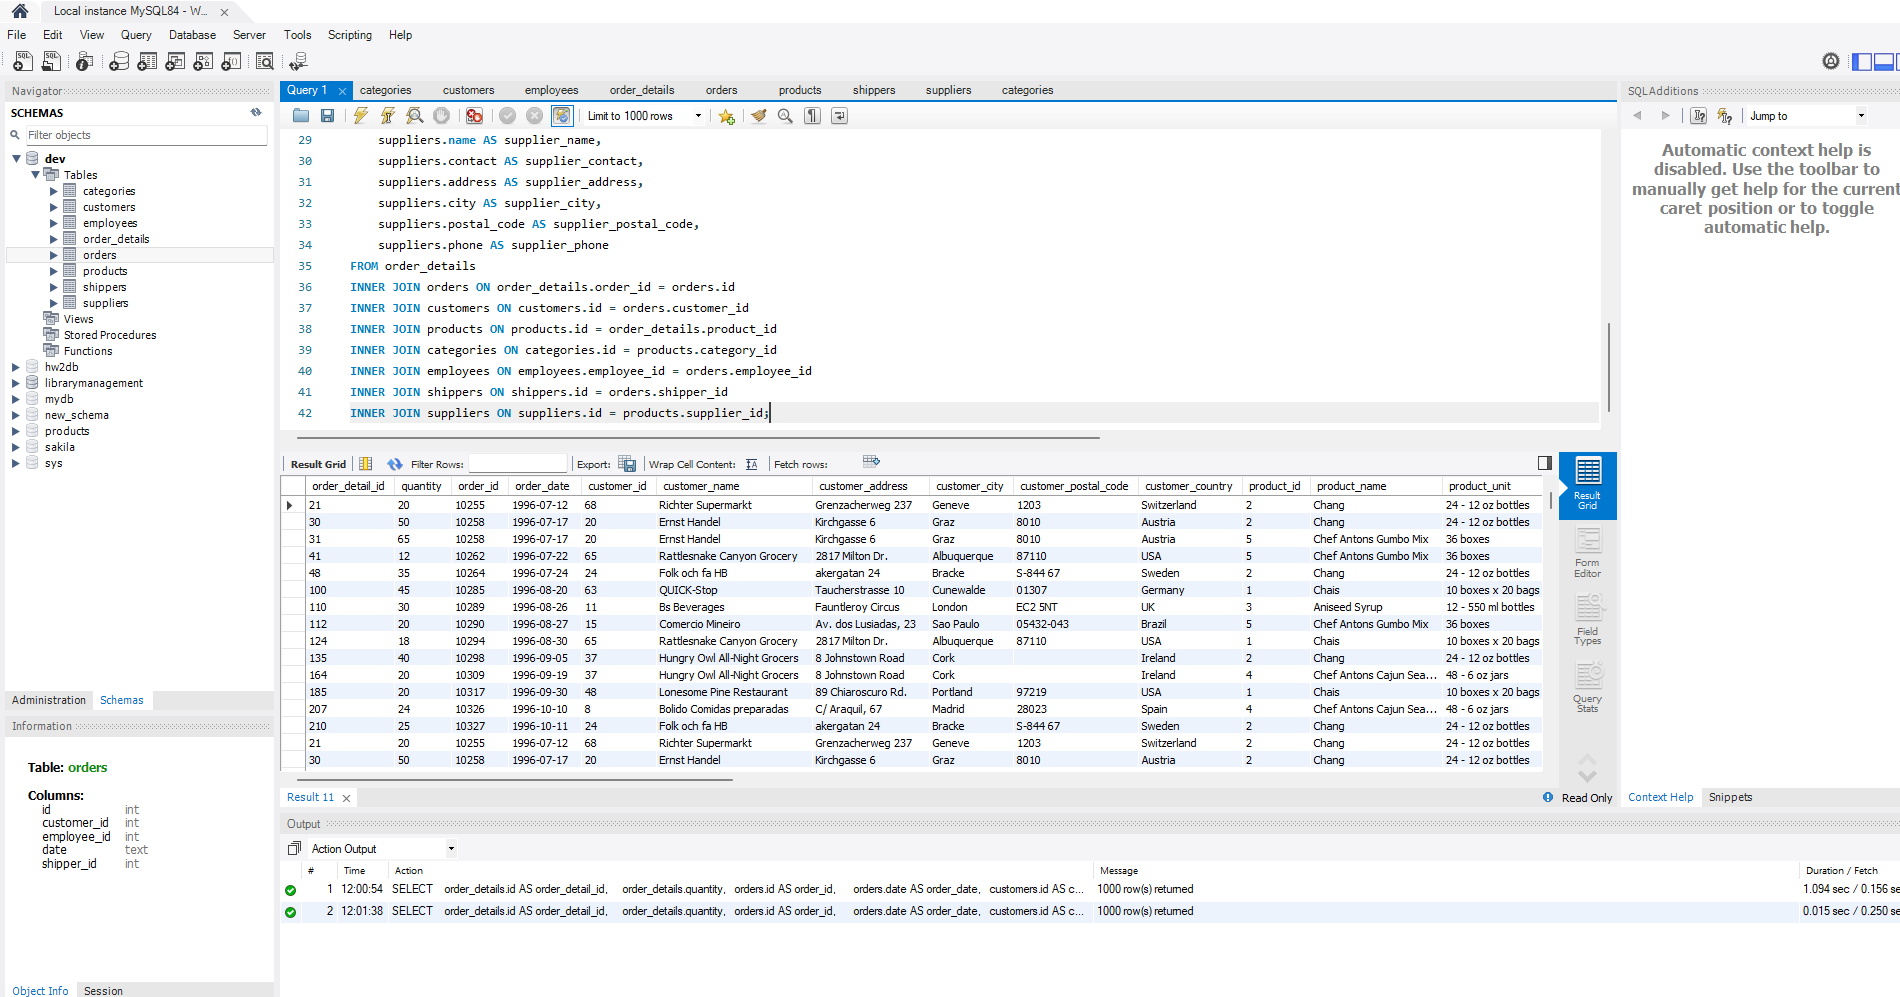 Local instance MySQL84 - W...
File Edit View Query Database Server Tools Scripting Help
Navigator
SCHEMAS
Filter objects
dev
Tables
categories
customers
employees
order_details
orders
products
shippers
suppliers
Views
Stored Procedures
Functions
hw2db
librarymanagement
mydb
new_schema
products
sakila
sys
Administration Schemas
Information
Table: orders
Columns:
id int
customer_id int
employee_id int
date text
shipper_id int
Object Info Session
Query 1 categories customers employees order_details orders products shippers suppliers categories
Limit to 1000 rows
29 suppliers.name AS supplier_name,
30 suppliers.contact AS supplier_contact,
31 suppliers.address AS supplier_address,
32 suppliers.city AS supplier_city,
33 suppliers.postal_code AS supplier_postal_code,
34 suppliers.phone AS supplier_phone
35 FROM order_details
36 INNER JOIN orders ON order_details.order_id = orders.id
37 INNER JOIN customers ON customers.id = orders.customer_id
38 INNER JOIN products ON products.id = order_details.product_id
39 INNER JOIN categories ON categories.id = products.category_id
40 INNER JOIN employees ON employees.employee_id = orders.employee_id
41 INNER JOIN shippers ON shippers.id = orders.shipper_id
42 INNER JOIN suppliers ON suppliers.id = products.supplier_id;
Result Grid Filter Rows: Export: Wrap Cell Content: Fetch rows:
order_detail_id quantity order_id order_date customer_id customer_name customer_address customer_city customer_postal_code customer_country product_id product_name product_unit
21 20 10255 1996-07-12 68 Richter Supermarkt Grenzacherweg 237 Geneve 1203 Switzerland 2 Chang 24 - 12 oz bottles
30 50 10258 1996-07-17 20 Ernst Handel Kirchgasse 6 Graz 8010 Austria 2 Chang 24 - 12 oz bottles
31 65 10258 1996-07-17 20 Ernst Handel Kirchgasse 6 Graz 8010 Austria 5 Chef Antons Gumbo Mix 36 boxes
41 12 10262 1996-07-22 65 Rattlesnake Canyon Grocery 2817 Milton Dr. Albuquerque 87110 USA 5 Chef Antons Gumbo Mix 36 boxes
48 35 10264 1996-07-24 24 Folk och fa HB akergatan 24 Bracke S-844 67 Sweden 2 Chang 24 - 12 oz bottles
100 45 10285 1996-08-20 63 QUICK-Stop Taucherstrasse 10 Cunewalde 01307 Germany 1 Chais 10 boxes x 20 bags
110 30 10289 1996-08-26 11 Bs Beverages Fauntleroy Circus London EC2 5NT UK 3 Aniseed Syrup 12 - 550 ml bottles
112 20 10290 1996-08-27 15 Comercio Mineiro Av. dos Lusiadas, 23 Sao Paulo 05432-043 Brazil 5 Chef Antons Gumbo Mix 36 boxes
124 18 10294 1996-08-30 65 Rattlesnake Canyon Grocery 2817 Milton Dr. Albuquerque 87110 USA 1 Chais 10 boxes x 20 bags
135 40 10298 1996-09-05 37 Hungry Owl All-Night Grocers 8 Johnstown Road Cork Ireland 2 Chang 24 - 12 oz bottles
164 20 10309 1996-09-19 37 Hungry Owl All-Night Grocers 8 Johnstown Road Cork Ireland 4 Chef Antons Cajun Sea... 48 - 6 oz jars
185 20 10317 1996-09-30 48 Lonesome Pine Restaurant 89 Chiaroscuro Rd. Portland 97219 USA 1 Chais 10 boxes x 20 bags
207 24 10326 1996-10-10 8 Bolido Comidas preparadas C/ Araquil, 67 Madrid 28023 Spain 4 Chef Antons Cajun Sea... 48 - 6 oz jars
210 25 10327 1996-10-11 24 Folk och fa HB akergatan 24 Bracke S-844 67 Sweden 2 Chang 24 - 12 oz bottles
21 20 10255 1996-07-12 68 Richter Supermarkt Grenzacherweg 237 Geneve 1203 Switzerland 2 Chang 24 - 12 oz bottles
30 50 10258 1996-07-17 20 Ernst Handel Kirchgasse 6 Graz 8010 Austria 2 Chang 24 - 12 oz bottles
Result
Grid
Form
Editor
Field
Types
Query
Stats
Result 11
Read Only
Output
Action Output
# Time Action Message Duration / Fetch
1 12:00:54 SELECT order_details.id AS order_detail_id, order_details.quantity, orders.id AS order_id, orders.date AS order_date, customers.id AS c... 1000 row(s) returned 1.094 sec / 0.156 se
2 12:01:38 SELECT order_details.id AS order_detail_id, order_details.quantity, orders.id AS order_id, orders.date AS order_date, customers.id AS c... 1000 row(s) returned 0.015 sec / 0.250 se
SQLAdditions
Jump to
Automatic context help is
disabled. Use the toolbar to
manually get help for the current
caret position or to toggle
automatic help.
Context Help Snippets